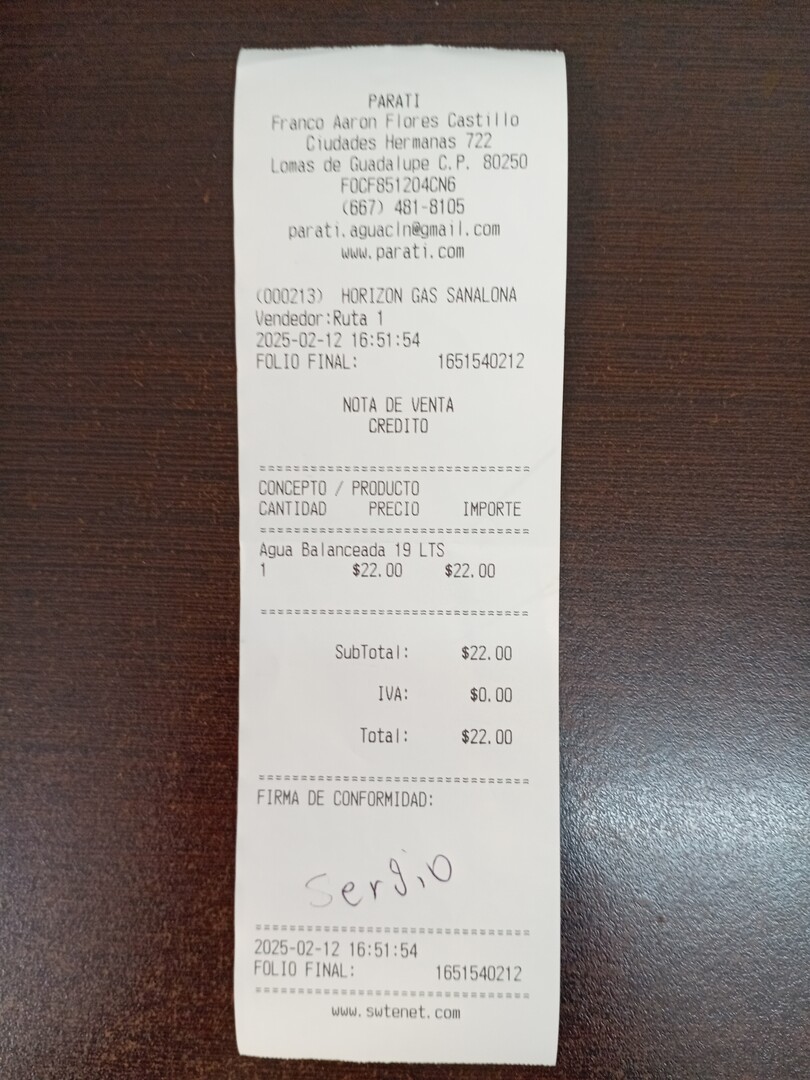 PARATI
Franco Aaron Flores Castillo
Ciudades Hermanas 722
Lomas de Guadalupe C.P. 80250
FOCF851204CN6
(667) 481-8105
parati.aguacln@gmail.com
www.parati.com
(000213) HORIZON GAS SANALONA
Vendedor:Ruta 1
2025-02-12 16:51:54
FOLIO FINAL: 1651540212
NOTA DE VENTA
CREDITO
================================
CONCEPTO / PRODUCTO
CANTIDAD PRECIO IMPORTE
================================
Agua Balanceada 19 LTS
1 $22.00 $22.00
================================
SubTotal: $22.00
IVA: $0.00
Total: $22.00
================================
FIRMA DE CONFORMIDAD:
Sergio
================================
2025-02-12 16:51:54
FOLIO FINAL: 1651540212
================================
www.swtenet.com